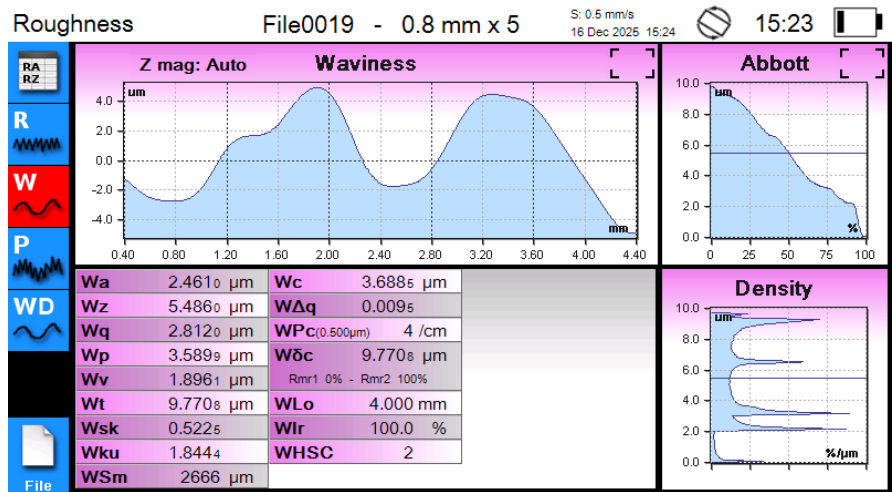 Roughness File0019 - 0.8 mm x 5 S: 0.5 mm/s 16 Dec 2025 15:24 15:23
RA
RZ
R
W
P
WD
File
Z mag: Auto Waviness
µm
4.0
2.0
0.0
-2.0
-4.0
mm
0.40 0.80 1.20 1.60 2.00 2.40 2.80 3.20 3.60 4.00 4.40
Abbott
10.0
µm
8.0
6.0
4.0
2.0
%
0.0
0 25 50 75 100
Wa 2.4610 µm Wc 3.6885 µm
Wz 5.4860 µm WΔq 0.0095
Wq 2.8120 µm WPc(0.500µm) 4 /cm
Wp 3.5899 µm Wδc 9.7708 µm
Wv 1.8961 µm Rmr1 0% - Rmr2 100%
Wt 9.7708 µm WLo 4.000 mm
Wsk 0.5225 Wlr 100.0 %
Wku 1.8444 WHSC 2
WSm 2666 µm
Density
10.0
µm
8.0
6.0
4.0
2.0
%/µm
0.0